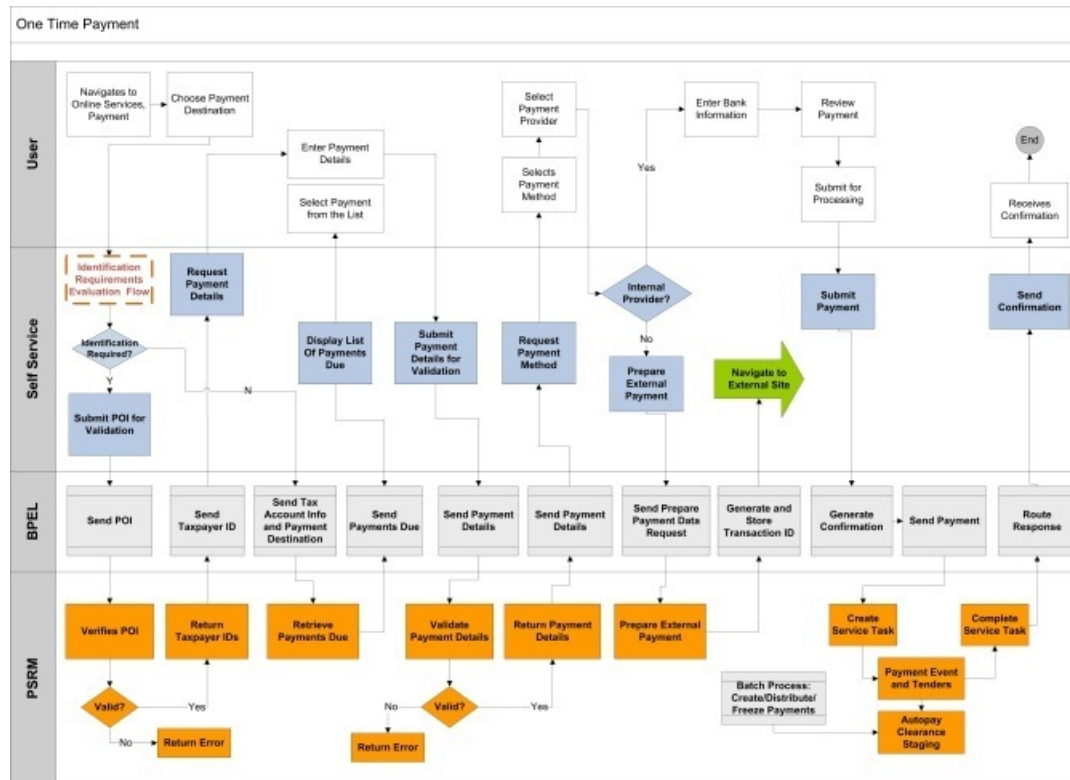 One Time Payment
User
Navigates to
Online Services,
Payment
Choose Payment
Destination
Enter Payment
Details
Select Payment
from the List
Select
Payment
Provider
Selects
Payment
Method
Yes
Enter Bank
Information
Review
Payment
Submit for
Processing
End
Receives
Confirmation
Self Service
Identification
Requirements
Evaluation Flow
Identification
Required?
Y
N
Submit POI for
Validation
Request
Payment
Details
Display List
Of Payments
Due
Submit
Payment
Details for
Validation
Request
Payment
Method
Internal
Provider?
No
Prepare
External
Payment
Navigate to
External Site
Submit
Payment
Send
Confirmation
BPEL
Send POI
Send
Taxpayer ID
Send Tax
Account Info
and Payment
Destination
Send
Payments Due
Send Payment
Details
Send Payment
Details
Send Prepare
Payment Data
Request
Generate and
Store
Transaction ID
Generate
Confirmation
Send Payment
Route
Response
PSRM
Verifies POI
Valid?
Yes
No
Return Error
Return
Taxpayer IDs
Retrieve
Payments Due
Validate
Payment Details
Valid?
No
Yes
Return Error
Return Payment
Details
Prepare External
Payment
Create
Service Task
Complete
Service Task
Payment Event
and Tenders
Batch Process:
Create/Distribute/
Freeze Payments
Autopay
Clearance
Staging